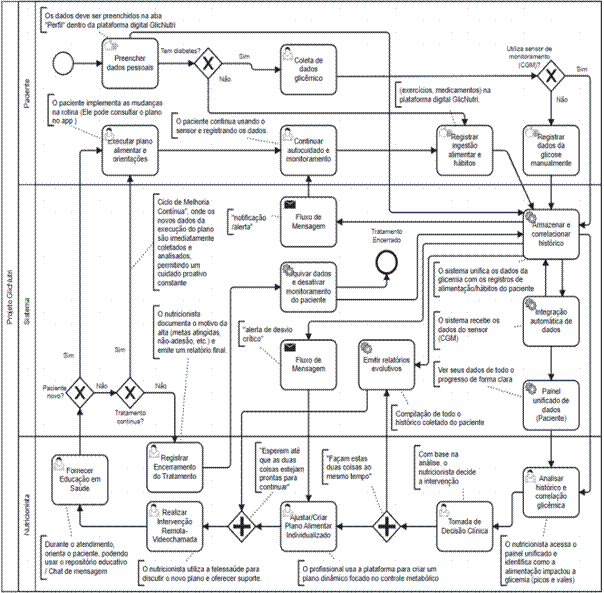 Projeto GlicNutri
Paciente
Os dados deve ser preenchidos na aba
"Perfil" dentro da plataforma digital GlicNutri
Preencher
dados pessoais
Tem diabetes?
Sim
Não
Coleta de
dados
glicêmico
Utiliza sensor de
monitoramento
(CGM)?
Sim
Não
O paciente implementa as mudanças
na rotina (Ele pode consultar o plano
no app )
O paciente continua usando o
sensor e registrando os dados.
(exercícios, medicamentos) na
plataforma digital GlicNutri.
Executar plano
alimentar e
orientações
Continuar
autocuidado e
monitoramento
Registrar
ingestão
alimentar e
hábitos
Registrar
dados da
glicose
manualmente
Sistema
Ciclo de Melhoria
Contínua", onde os
novos dados da
execução do plano
são imediatamente
coletados e
analisados,
permitindo um
cuidado proativo
constante
"notificação
/alerta"
Fluxo de
Mensagem
Tratamento
Encerrado
Armazenar e
correlacionar
histórico
O sistema unifica os dados da
glicemia com os registros de
alimentação/hábitos do paciente
Arquivar dados
e desativar
monitoramento
do paciente
O nutricionista
documenta o motivo da
alta (metas atingidas,
não-adesão, etc.) e
emite um relatório final.
"alerta de desvio
crítico"
Fluxo de
Mensagem
Emitir relatórios
evolutivos
O sistema recebe os
dados do sensor
(CGM)
Integração
automática de
dados
Ver seus dados de todo o
progresso de forma clara
Painel
unificado de
dados
(Paciente)
Compilação de todo o
histórico coletado do paciente
Sim
Sim
Paciente
novo?
Não
Tratamento
continua?
Não
Nutricionista
Fornecer
Educação em
Saúde
Registrar
Encerramento
do Tratamento
"Esperem até
que as duas
coisas estejam
prontas para
continuar"
"Façam estas
duas coisas ao
mesmo tempo"
Com base na
análise, o
nutricionista decide
a intervenção
Analisar
histórico e
correlação
glicêmica
Realizar
Intervenção
Remota-
Videochamada
Ajustar/Criar
Plano Alimentar
Individualizado
Tomada de
Decisão Clínica
Durante o atendimento,
orienta o paciente, podendo
usar o repositório educativo
/ Chat de mensagem
O nutricionista utiliza a telessaúde para
discutir o novo plano e oferecer suporte.
O profissional usa a plataforma para criar um
plano dinâmico focado no controle metabólico
O nutricionista acessa o
painel unificado e
identifica como a
alimentação impactou a
glicemia (picos e vales)